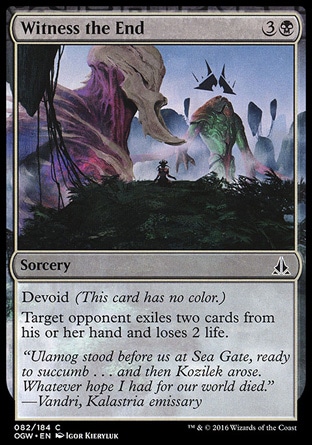 Witness the End 3
Sorcery
Devoid (This card has no color.)
Target opponent exiles two cards from
his or her hand and loses 2 life.
"Ulamog stood before us at Sea Gate, ready
to succumb . . . and then Kozilek arose.
Whatever hope I had for our world died."
—Vandri, Kalastria emissary
082/184 C
OGW • EN Igor Kieryluk
™ & © 2016 Wizards of the Coast